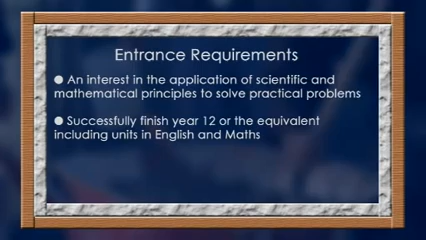 Entrance Requirements
● An interest in the application of scientific and
mathematical principles to solve practical problems
● Successfully finish year 12 or the equivalent
including units in English and Maths